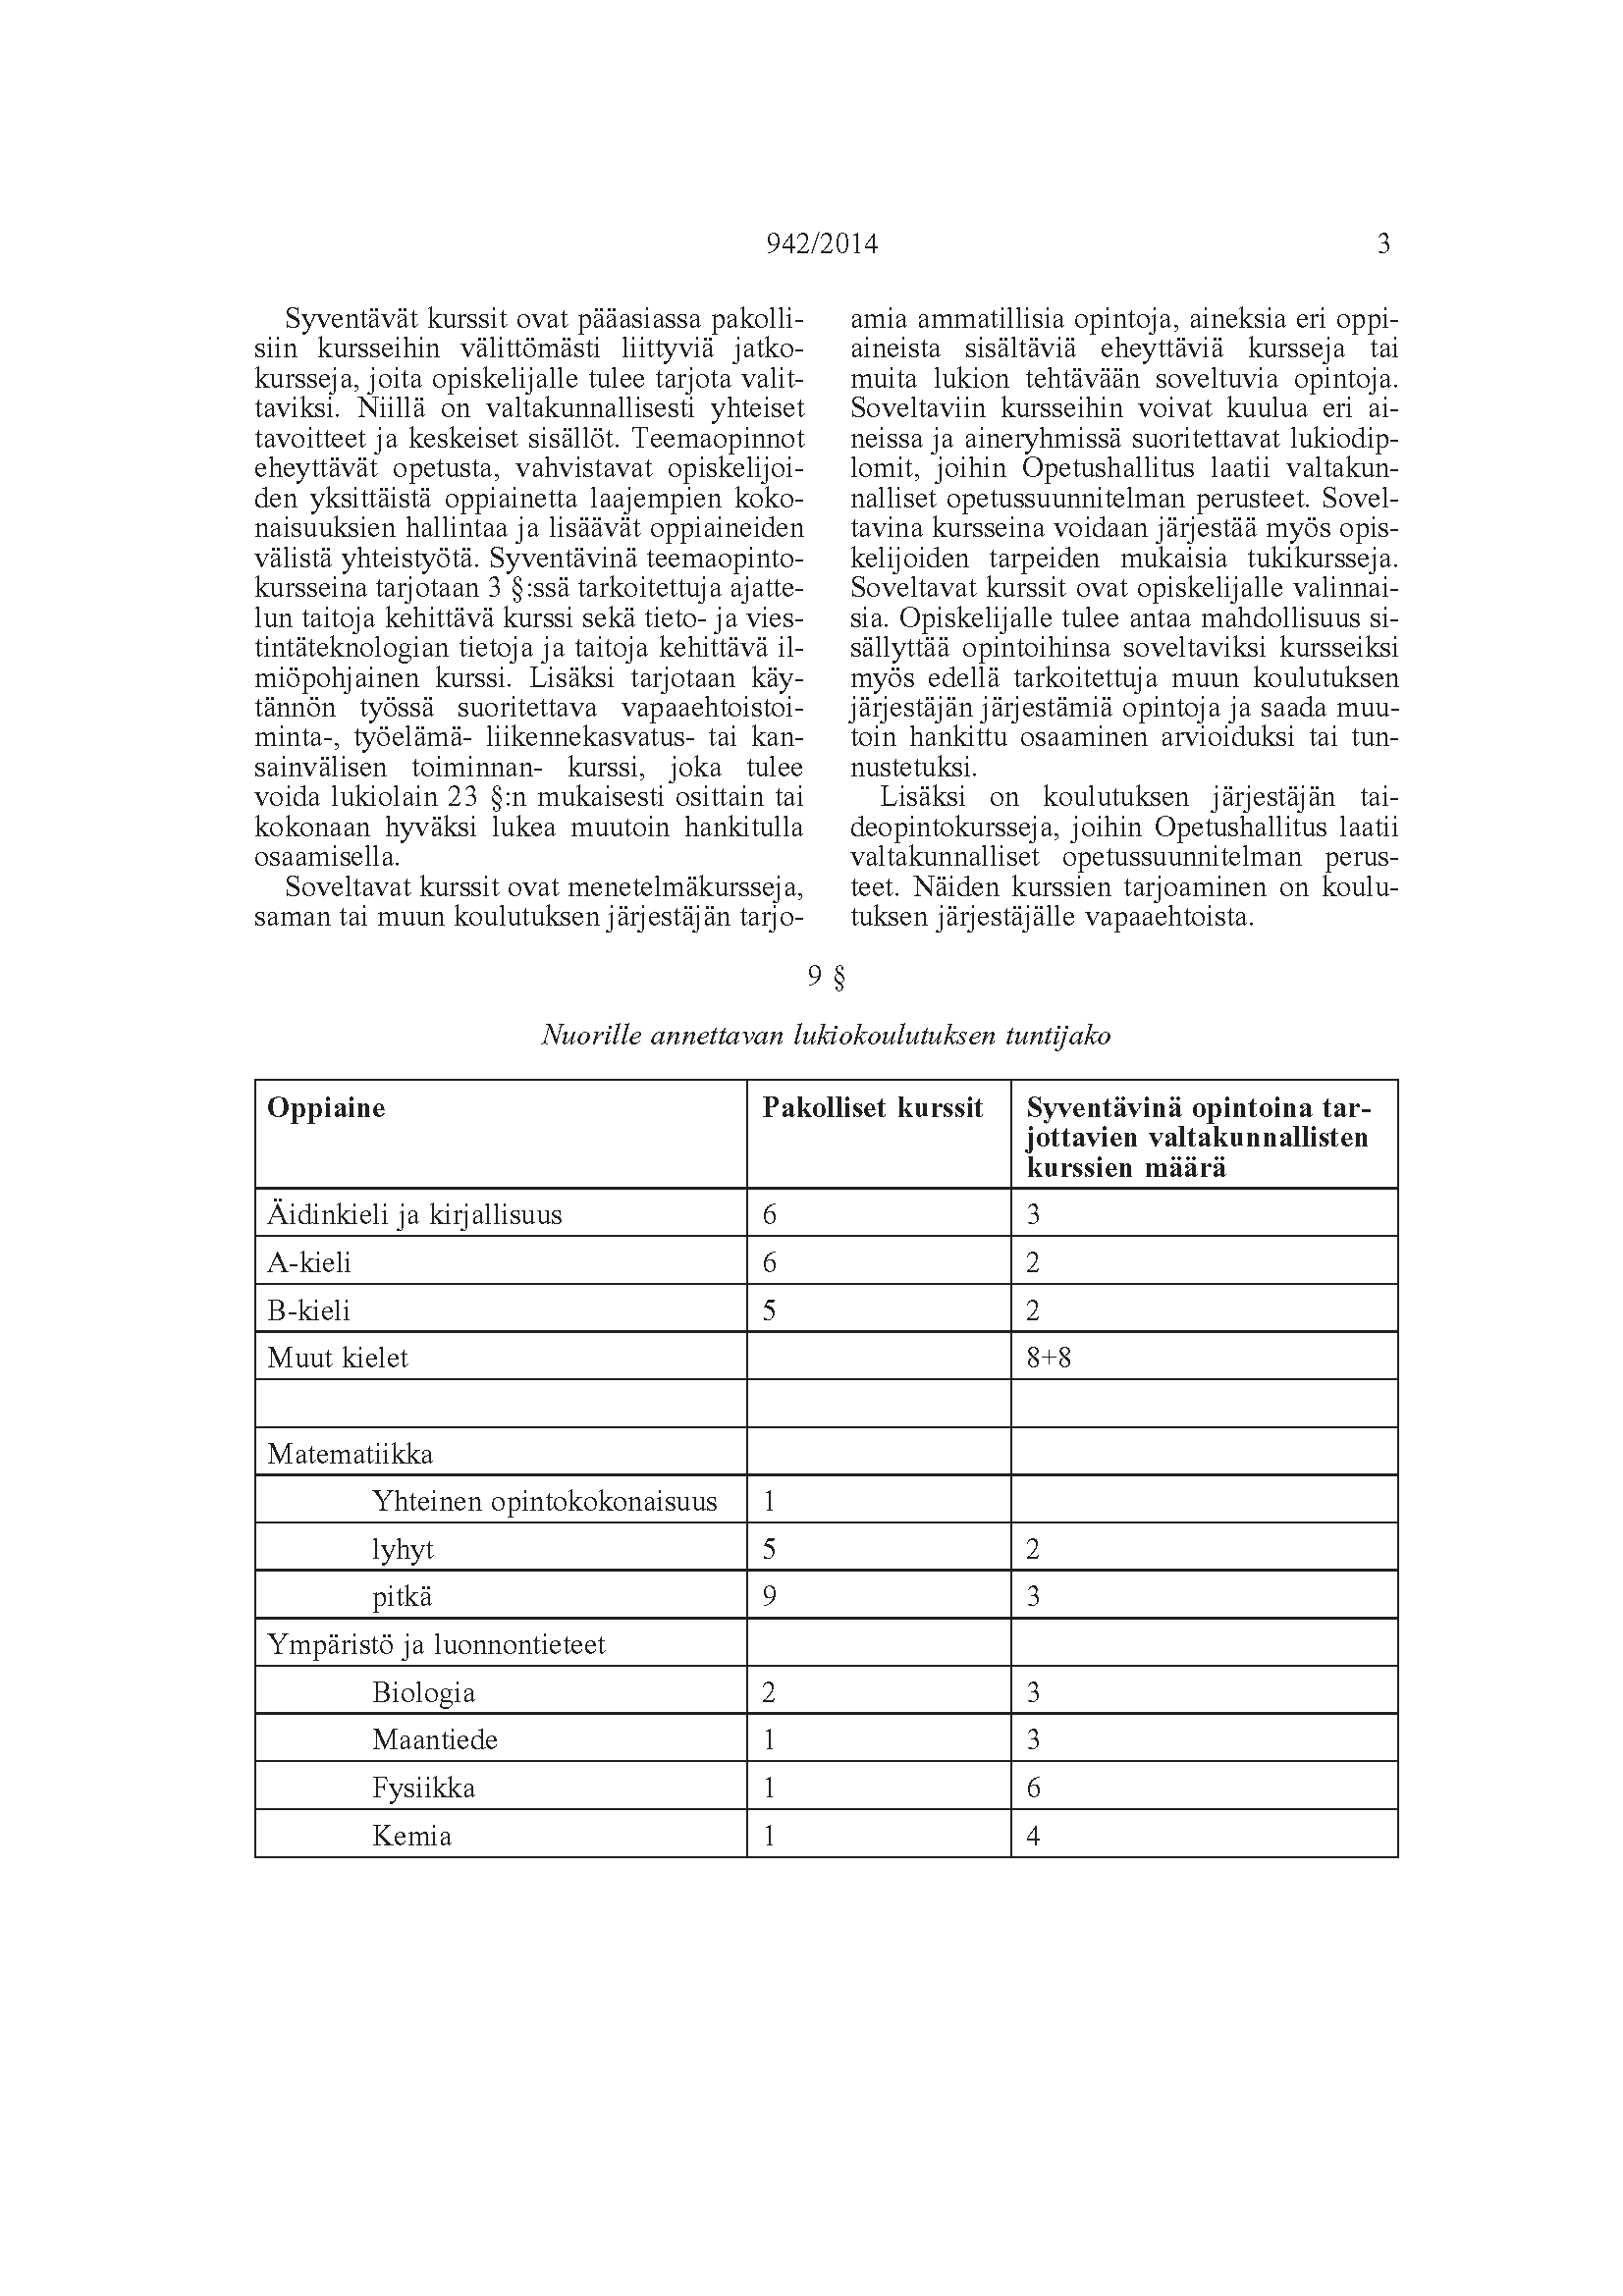 942/2014
3
Syventävät kurssit ovat pääasiassa pakolli-
siin kursseihin välittömästi liittyviä jatko-
kursseja, joita opiskelijalle tulee tarjota valit-
taviksi. Niillä on valtakunnallisesti yhteiset
tavoitteet ja keskeiset sisällöt. Teemaopinnot
eheyttävät opetusta, vahvistavat opiskelijoi-
den yksittäistä oppiainetta laajempien koko-
naisuuksien hallintaa ja lisäävät oppiaineiden
välistä yhteistyötä. Syventävinä teemaopinto-
kursseina tarjotaan 3 §:ssä tarkoitettuja ajatte-
lun taitoja kehittävä kurssi sekä tieto- ja vies-
tintäteknologian tietoja ja taitoja kehittävä il-
miöpohjainen kurssi. Lisäksi tarjotaan käy-
tännön työssä suoritettava vapaaehtoistoi-
minta-, työelämä- liikennekasvatus- tai kan-
sainvälisen toiminnan- kurssi, joka tulee
voida lukiolain 23 §:n mukaisesti osittain tai
kokonaan hyväksi lukea muutoin hankitulla
osaamisella.
Soveltavat kurssit ovat menetelmäkursseja,
saman tai muun koulutuksen järjestäjän tarjo-
amia ammatillisia opintoja, aineksia eri oppi-
aineista sisältäviä eheyttäviä kursseja tai
muita lukion tehtävään soveltuvia opintoja.
Soveltaviin kursseihin voivat kuulua eri ai-
neissa ja aineryhmissä suoritettavat lukiodip-
lomit, joihin Opetushallitus laatii valtakun-
nalliset opetussuunnitelman perusteet. Sovel-
tavina kursseina voidaan järjestää myös opis-
kelijoiden tarpeiden mukaisia tukikursseja.
Soveltavat kurssit ovat opiskelijalle valinnai-
sia. Opiskelijalle tulee antaa mahdollisuus si-
sällyttää opintoihinsa soveltaviksi kursseiksi
myös edellä tarkoitettuja muun koulutuksen
järjestäjän järjestämiä opintoja ja saada muu-
toin hankittu osaaminen arvioiduksi tai tun-
nustetuksi.
Lisäksi on koulutuksen järjestäjän tai-
deopintokursseja, joihin Opetushallitus laatii
valtakunnalliset opetussuunnitelman perus-
teet. Näiden kurssien tarjoaminen on koulu-
tuksen järjestäjälle vapaaehtoista.
9 §
Nuorille annettavan lukiokoulutuksen tuntijako
Oppiaine Pakolliset kurssit Syventävinä opintoina tar-
jottavien valtakunnallisten
kurssien määrä
Äidinkieli ja kirjallisuus 6 3
A-kieli 6 2
B-kieli 5 2
Muut kielet 8+8
Matematiikka
Yhteinen opintokokonaisuus 1
lyhyt 5 2
pitkä 9 3
Ympäristö ja luonnontieteet
Biologia 2 3
Maantiede 1 3
Fysiikka 1 6
Kemia 1 4